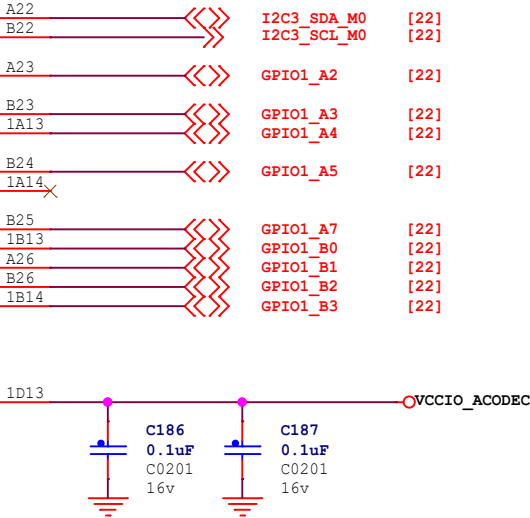 A22 I2C3_SDA_M0 [22]
B22 I2C3_SCL_M0 [22]
A23 GPIO1_A2 [22]
B23 GPIO1_A3 [22]
1A13 GPIO1_A4 [22]
B24 GPIO1_A5 [22]
1A14
B25 GPIO1_A7 [22]
1B13 GPIO1_B0 [22]
A26 GPIO1_B1 [22]
B26 GPIO1_B2 [22]
1B14 GPIO1_B3 [22]
1D13 VCCIO_ACODEC
C186 C187
0.1uF 0.1uF
C0201 C0201
16v 16v